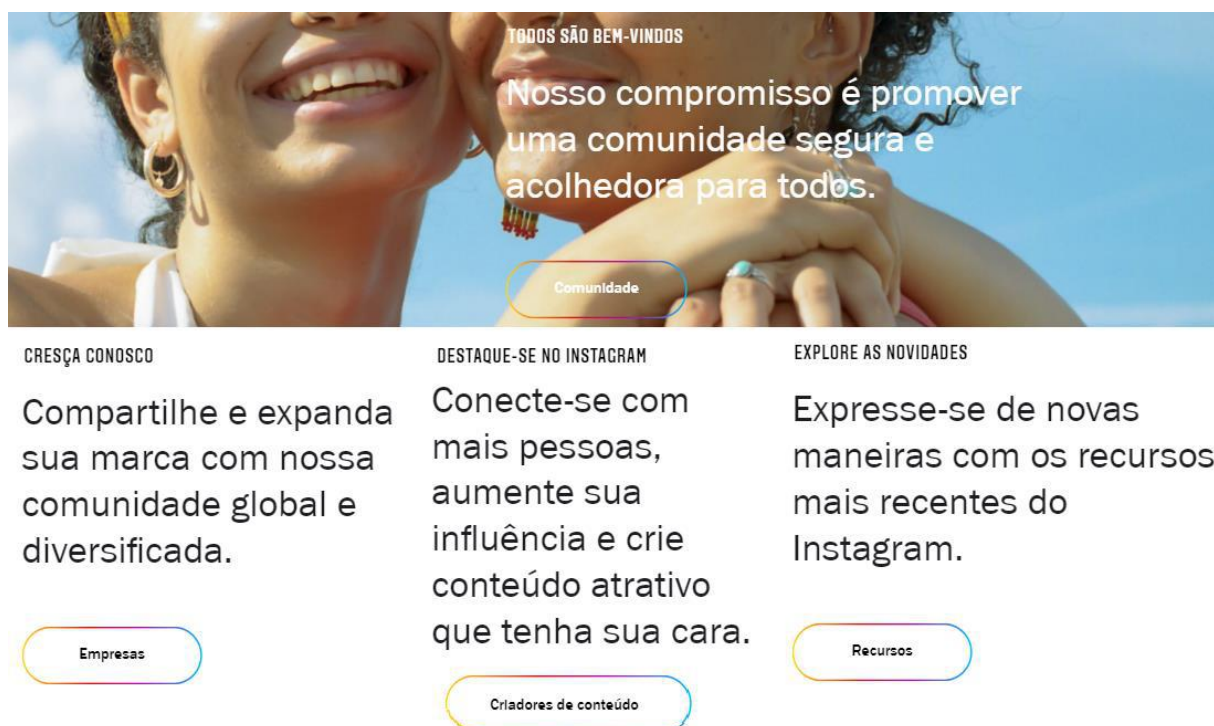 TODOS SÃO BEM-VINDOS
Nosso compromisso é promover
uma comunidade segura e
acolhedora para todos.
Comunidade
CRESÇA CONOSCO
Compartilhe e expanda
sua marca com nossa
comunidade global e
diversificada.
Empresas
DESTAQUE-SE NO INSTAGRAM
Conecte-se com
mais pessoas,
aumente sua
influência e crie
conteúdo atrativo
que tenha sua cara.
Criadores de conteúdo
EXPLORE AS NOVIDADES
Expresse-se de novas
maneiras com os recursos
mais recentes do
Instagram.
Recursos